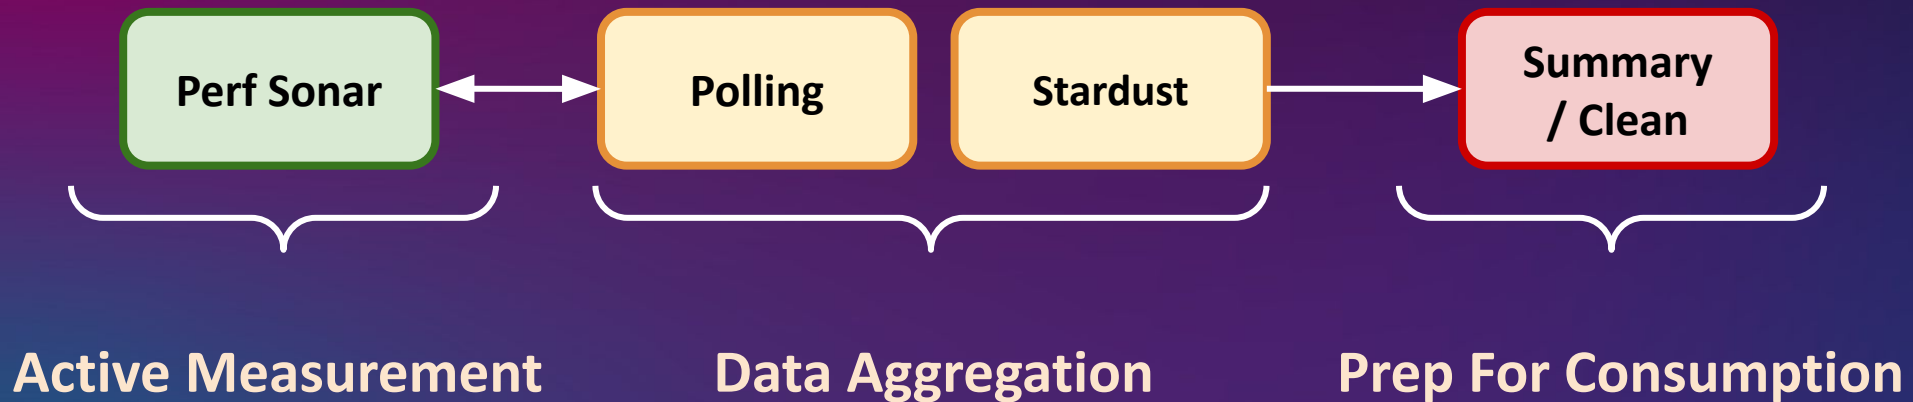 Perf Sonar
Polling
Stardust
Summary
/ Clean
Active Measurement
Data Aggregation
Prep For Consumption